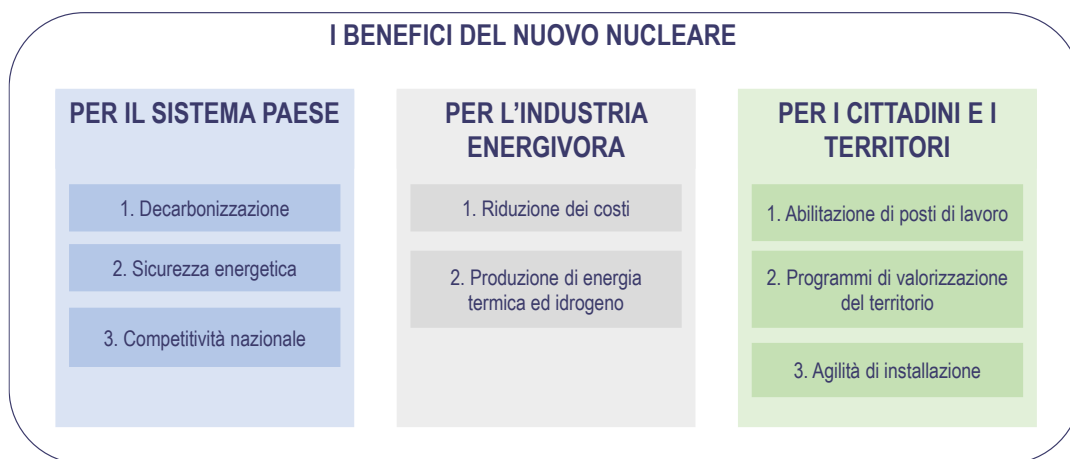 I BENEFICI DEL NUOVO NUCLEARE
PER IL SISTEMA PAESE
1. Decarbonizzazione
2. Sicurezza energetica
3. Competitività nazionale
PER L’INDUSTRIA
ENERGIVORA
1. Riduzione dei costi
2. Produzione di energia
termica ed idrogeno
PER I CITTADINI E I
TERRITORI
1. Abilitazione di posti di lavoro
2. Programmi di valorizzazione
del territorio
3. Agilità di installazione